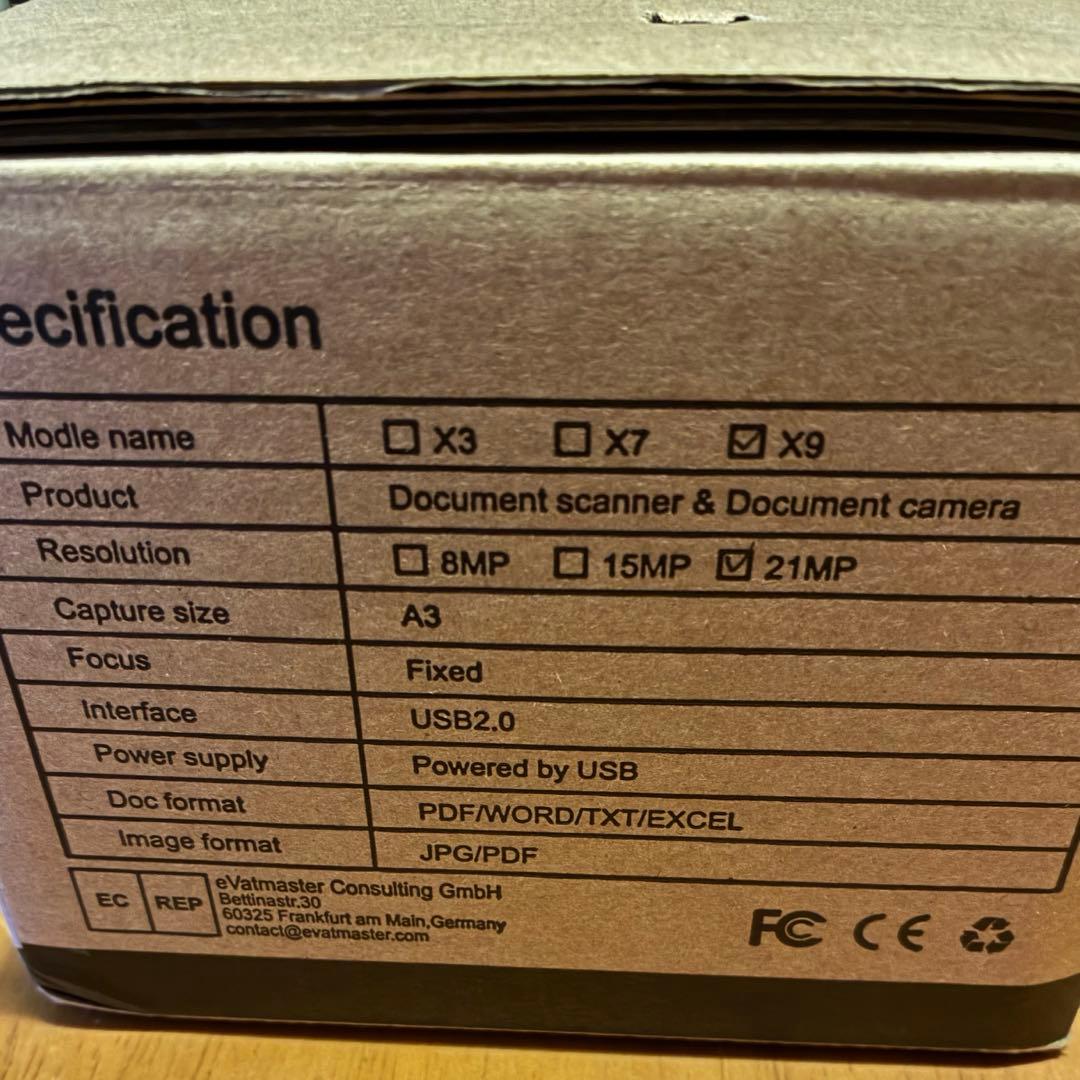 ecification
Modle name ☐ X3 ☐ X7 ☑ X9
Product Document scanner & Document camera
Resolution ☐ 8MP ☐ 15MP ☑ 21MP
Capture size A3
Focus Fixed
Interface USB2.0
Power supply Powered by USB
Doc format PDF/WORD/TXT/EXCEL
Image format JPG/PDF
EC REP
eVatmaster Consulting GmbH
Bettinastr.30
60325 Frankfurt am Main,Germany
contact@evatmaster.com
FC CE